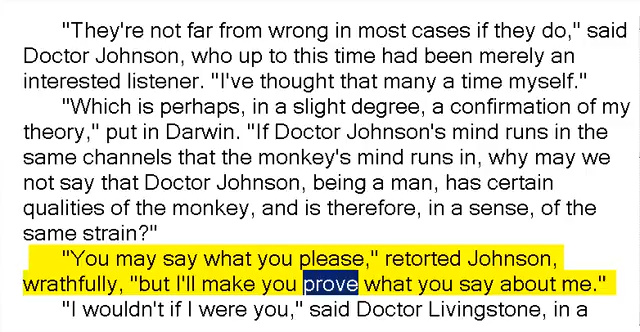 "They're not far from wrong in most cases if they do," said
Doctor Johnson, who up to this time had been merely an
interested listener. "I've thought that many a time myself."
"Which is perhaps, in a slight degree, a confirmation of my
theory," put in Darwin. "If Doctor Johnson's mind runs in the
same channels that the monkey's mind runs in, why may we
not say that Doctor Johnson, being a man, has certain
qualities of the monkey, and is therefore, in a sense, of the
same strain?"
"You may say what you please," retorted Johnson,
wrathfully, "but I'll make you prove what you say about me."
"I wouldn't if I were you," said Doctor Livingstone, in a